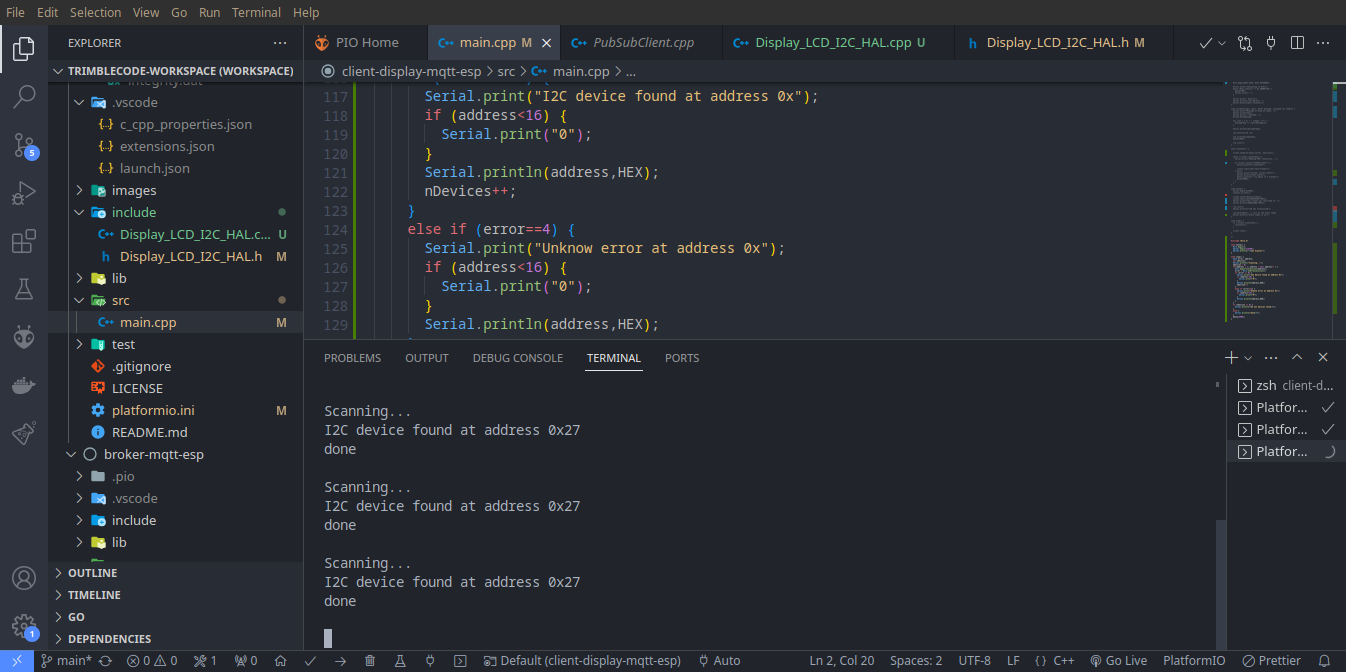 File Edit Selection View Go Run Terminal Help
EXPLORER ...
PIO Home
main.cpp M
PubSubClient.cpp
Display_LCD_I2C_HAL.cpp U
Display_LCD_I2C_HAL.h M
TRIMBLECODE-WORKSPACE (WORKSPACE)
client-display-mqtt-esp > src > main.cpp > ...
integrity.dat
.vscode
c_cpp_properties.json
extensions.json
launch.json
images
include
Display_LCD_I2C_HAL.c... U
Display_LCD_I2C_HAL.h M
lib
src
main.cpp M
test
.gitignore
LICENSE
platformio.ini M
README.md
broker-mqtt-esp
.pio
.vscode
include
lib
OUTLINE
TIMELINE
GO
DEPENDENCIES
5
1
117 Serial.print("I2C device found at address 0x");
118 if (address<16) {
119 Serial.print("0");
120 }
121 Serial.println(address,HEX);
122 nDevices++;
123 }
124 else if (error==4) {
125 Serial.print("Unknow error at address 0x");
126 if (address<16) {
127 Serial.print("0");
128 }
129 Serial.println(address,HEX);
PROBLEMS OUTPUT DEBUG CONSOLE TERMINAL PORTS
Scanning...
I2C device found at address 0x27
done
Scanning...
I2C device found at address 0x27
done
Scanning...
I2C device found at address 0x27
done
zsh client-d...
Platfor...
Platfor...
Platfor...
main* 0 0 1 0 Default (client-display-mqtt-esp) Auto Ln 2, Col 20 Spaces: 2 UTF-8 LF {} C++ Go Live PlatformIO Prettier